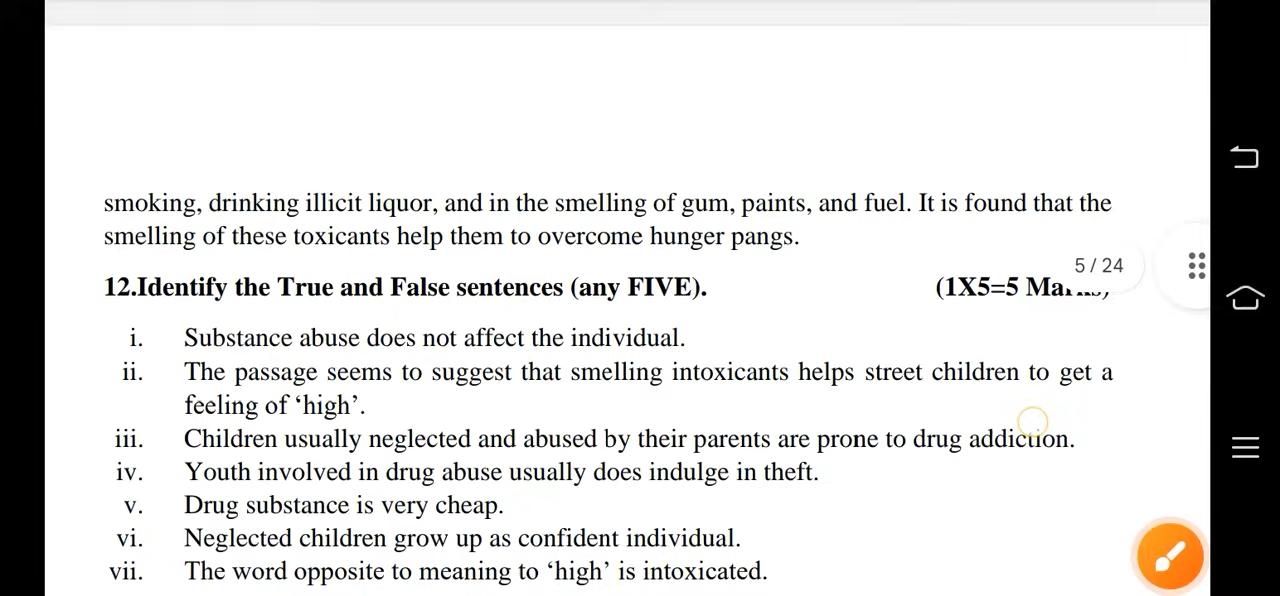 smoking, drinking illicit liquor, and in the smelling of gum, paints, and fuel. It is found that the
smelling of these toxicants help them to overcome hunger pangs.
5 / 24
12.Identify the True and False sentences (any FIVE). (1X5=5
i. Substance abuse does not affect the individual.
ii. The passage seems to suggest that smelling intoxicants helps street children to get a
feeling of ‘high’.
iii. Children usually neglected and abused by their parents are prone to drug addiction.
iv. Youth involved in drug abuse usually does indulge in theft.
v. Drug substance is very cheap.
vi. Neglected children grow up as confident individual.
vii. The word opposite to meaning to ‘high’ is intoxicated.